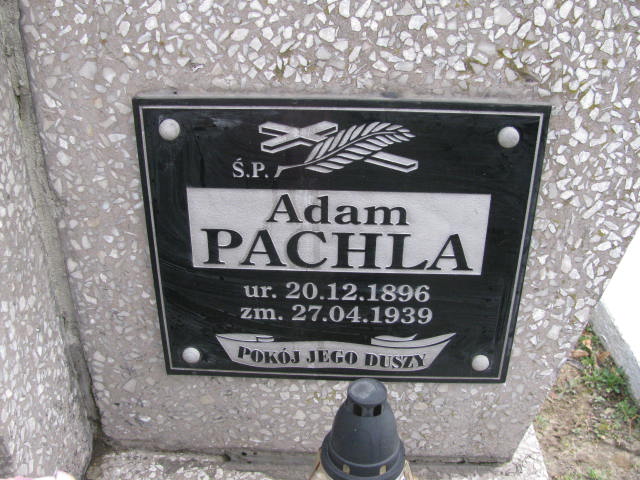 Ś.P.
Adam
PACHLA
ur. 20.12.1896
zm. 27.04.1939
POKÓJ JEGO DUSZY